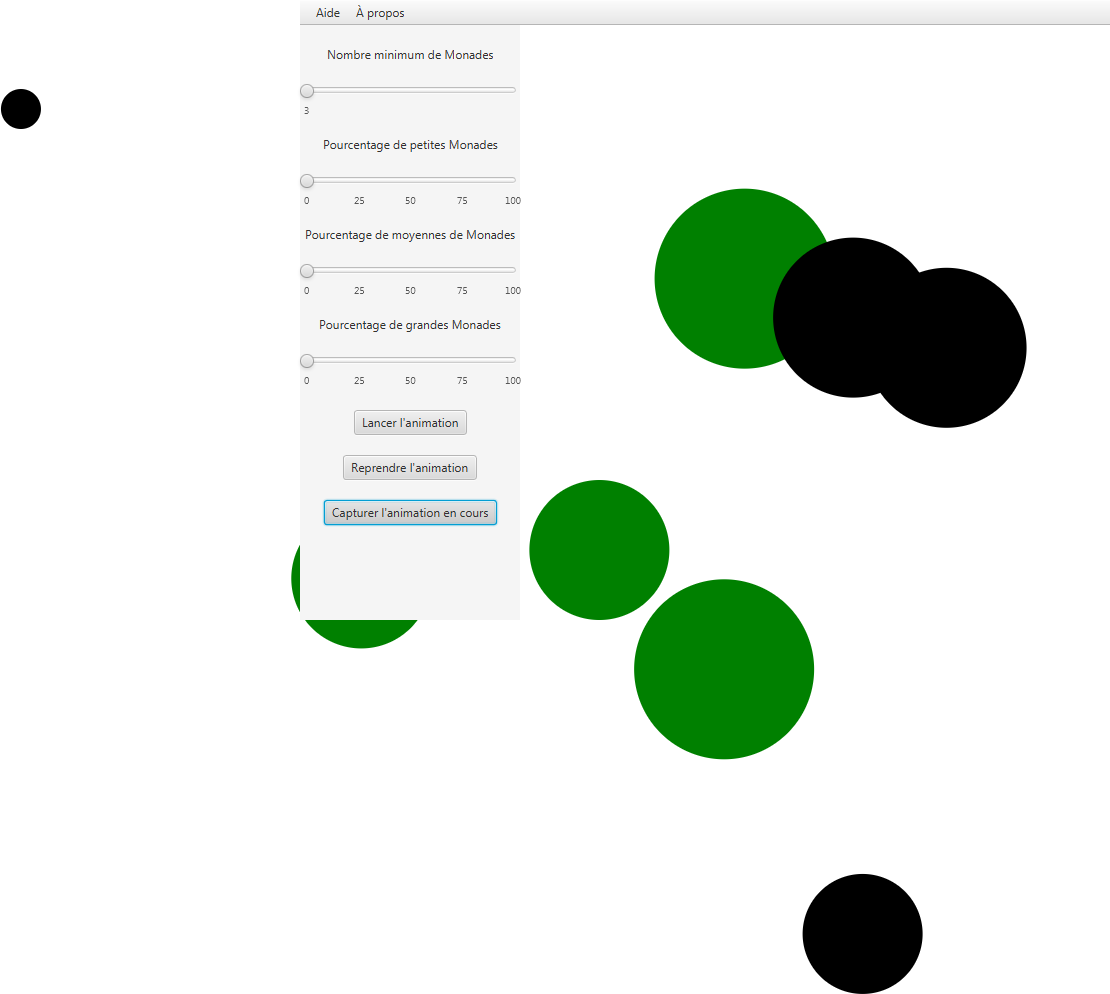 Aide À propos
Nombre minimum de Monades
3
Pourcentage de petites Monades
0 25 50 75 100
Pourcentage de moyennes de Monades
0 25 50 75 100
Pourcentage de grandes Monades
0 25 50 75 100
Lancer l'animation
Reprendre l'animation
Capturer l'animation en cours